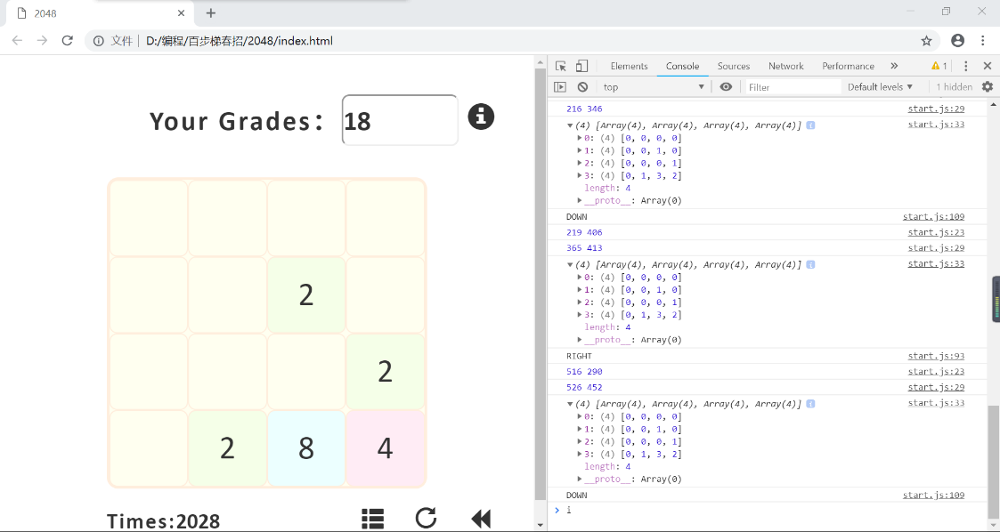 2048
文件 D:/编程/百步梯春招/2048/index.html
Your Grades: 18
2
2
2 8 4
Times:2028
Elements Console Sources Network Performance » 1
top Filter Default levels 1 hidden
216 346 start.js:29
(4) [Array(4), Array(4), Array(4), Array(4)] i start.js:33
0: (4) [0, 0, 0, 0]
1: (4) [0, 0, 1, 0]
2: (4) [0, 0, 0, 1]
3: (4) [0, 1, 3, 2]
length: 4
__proto__: Array(0)
DOWN start.js:109
219 406 start.js:23
365 413 start.js:29
(4) [Array(4), Array(4), Array(4), Array(4)] i start.js:33
0: (4) [0, 0, 0, 0]
1: (4) [0, 0, 1, 0]
2: (4) [0, 0, 0, 1]
3: (4) [0, 1, 3, 2]
length: 4
__proto__: Array(0)
RIGHT start.js:93
516 290 start.js:23
526 452 start.js:29
(4) [Array(4), Array(4), Array(4), Array(4)] i start.js:33
0: (4) [0, 0, 0, 0]
1: (4) [0, 0, 1, 0]
2: (4) [0, 0, 0, 1]
3: (4) [0, 1, 3, 2]
length: 4
__proto__: Array(0)
DOWN start.js:109
> i